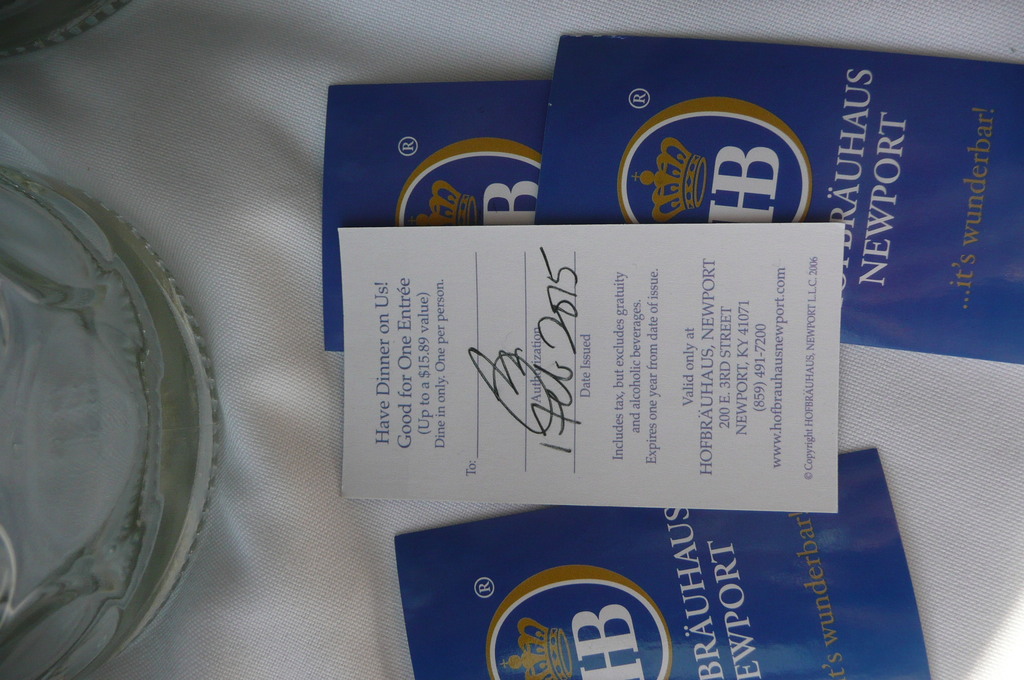 Have Dinner on Us!
Good for One Entrée
(Up to a $15.89 value)
Dine in only. One per person.
To:
Authorization
1 Feb 2015
Date Issued
Includes tax, but excludes gratuity
and alcoholic beverages.
Expires one year from date of issue.
Valid only at
HOFBRÄUHAUS, NEWPORT
200 E. 3RD STREET
NEWPORT, KY 41071
(859) 491-7200
www.hofbrauhausnewport.com
© Copyright HOFBRÄUHAUS, NEWPORT L.L.C. 2006
®
HB
®
HB
BRÄUHAUS
NEWPORT
...it's wunderbar!
®
HB
BRÄUHAUS
EWPORT
it's wunderbar!